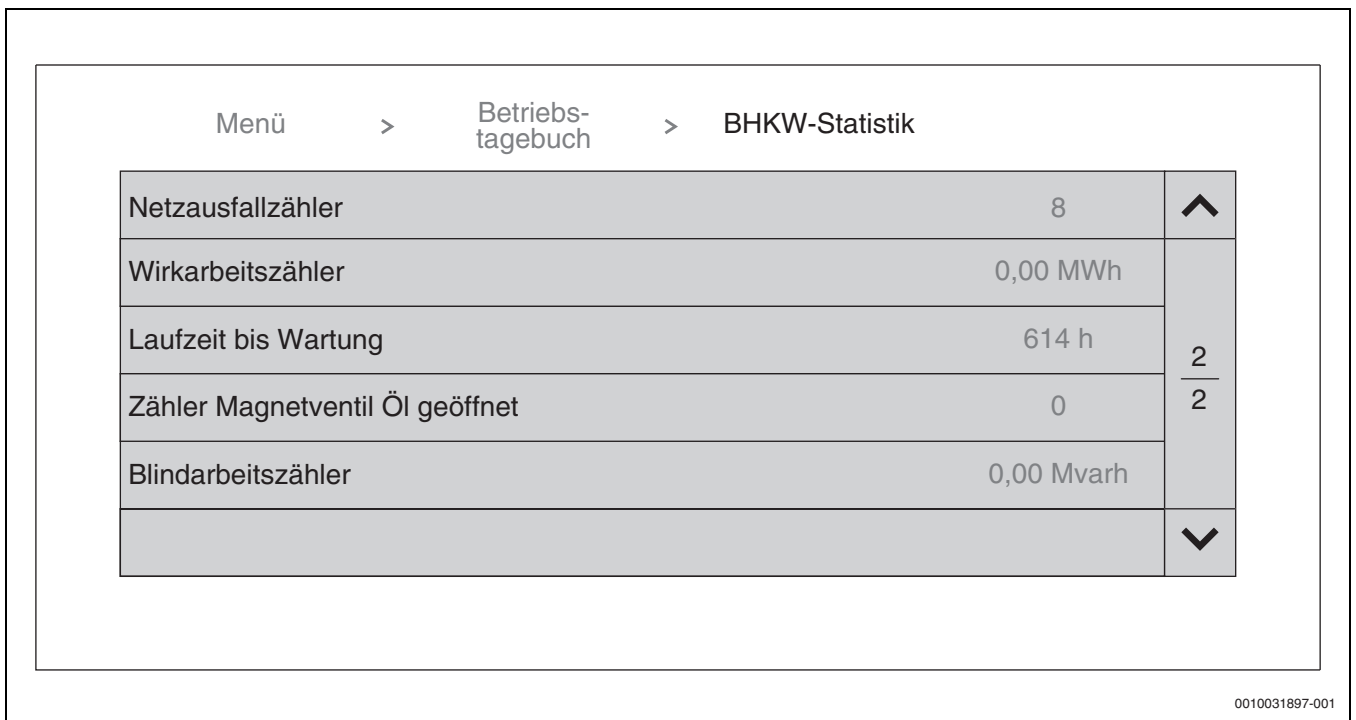 Menü > Betriebs-
tagebuch > BHKW-Statistik
Netzausfallzähler 8
Wirkarbeitszähler 0,00 MWh
Laufzeit bis Wartung 614 h
2
Zähler Magnetventil Öl geöffnet 0
2
Blindarbeitszähler 0,00 Mvarh
0010031897-001